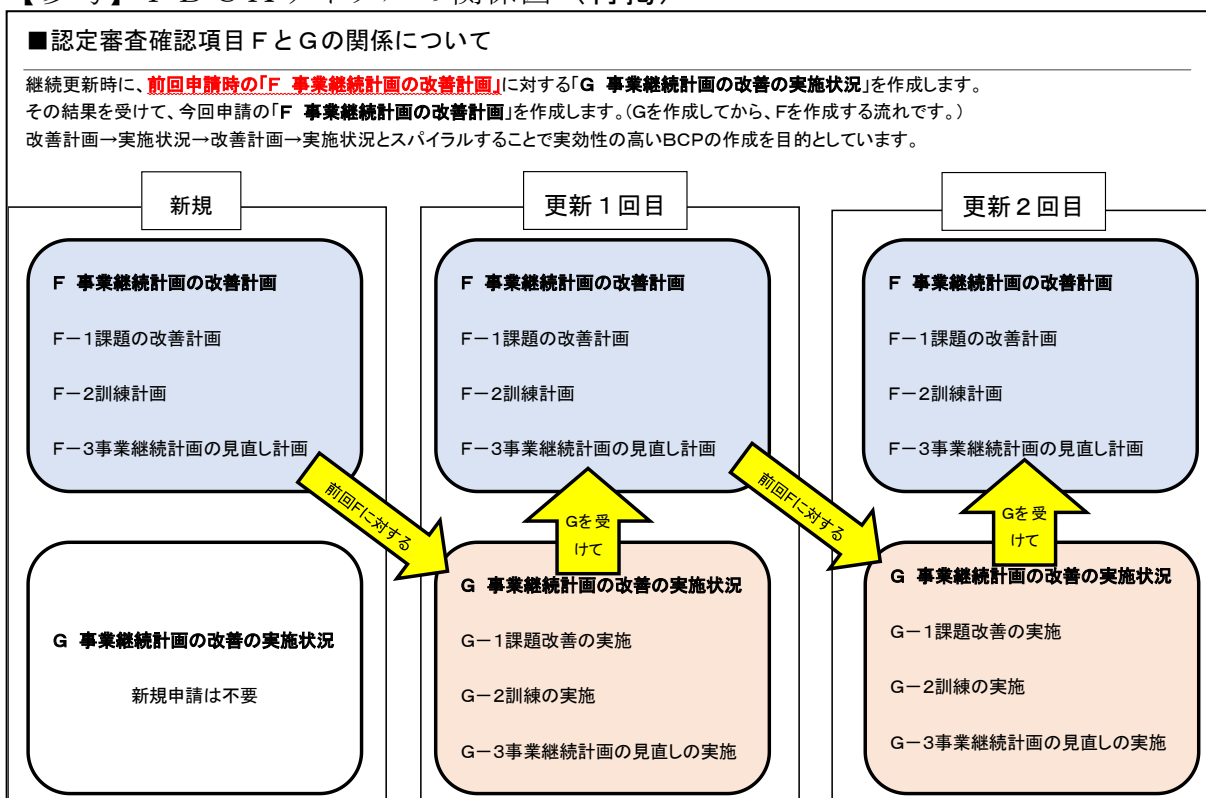 【参考】ＰＤＣＡサイクルの関係図（再掲）
■認定審査確認項目ＦとＧの関係について
継続更新時に、前回申請時の「Ｆ 事業継続計画の改善計画」に対する「Ｇ 事業継続計画の改善の実施状況」を作成します。
その結果を受けて、今回申請の「Ｆ 事業継続計画の改善計画」を作成します。（Ｇを作成してから、Ｆを作成する流れです。）
改善計画→実施状況→改善計画→実施状況とスパイラルすることで実効性の高いBCPの作成を目的としています。
新規
Ｆ 事業継続計画の改善計画
Ｆ－１課題の改善計画
Ｆ－２訓練計画
Ｆ－３事業継続計画の見直し計画
Ｇ 事業継続計画の改善の実施状況
新規申請は不要
前回Ｆに対する
更新１回目
Ｆ 事業継続計画の改善計画
Ｆ－１課題の改善計画
Ｆ－２訓練計画
Ｆ－３事業継続計画の見直し計画
Ｇを受
けて
Ｇ 事業継続計画の改善の実施状況
Ｇ－１課題改善の実施
Ｇ－２訓練の実施
Ｇ－３事業継続計画の見直しの実施
前回Ｆに対する
更新２回目
Ｆ 事業継続計画の改善計画
Ｆ－１課題の改善計画
Ｆ－２訓練計画
Ｆ－３事業継続計画の見直し計画
Ｇを受
けて
Ｇ 事業継続計画の改善の実施状況
Ｇ－１課題改善の実施
Ｇ－２訓練の実施
Ｇ－３事業継続計画の見直しの実施